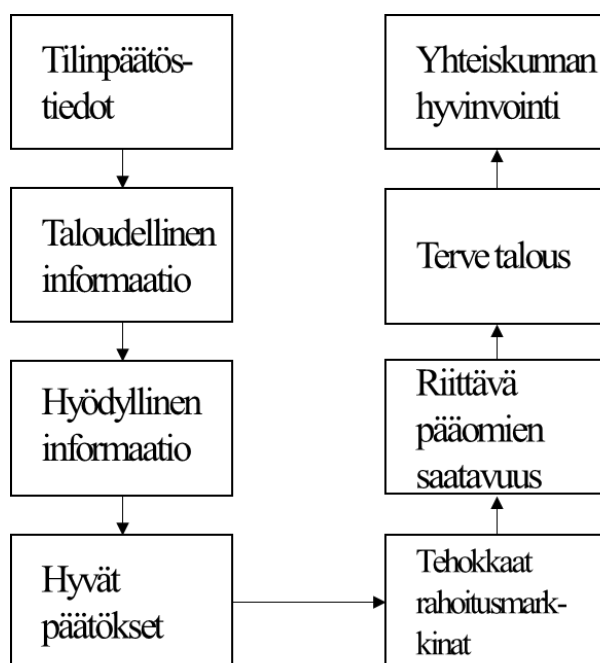 Tilinpäätös-
tiedot
Taloudellinen
informaatio
Hyödyllinen
informaatio
Hyvät
päätökset
Tehokkaat
rahoitusmark-
kinat
Riittävä
pääomien
saatavuus
Terve talous
Yhteiskunnan
hyvinvointi